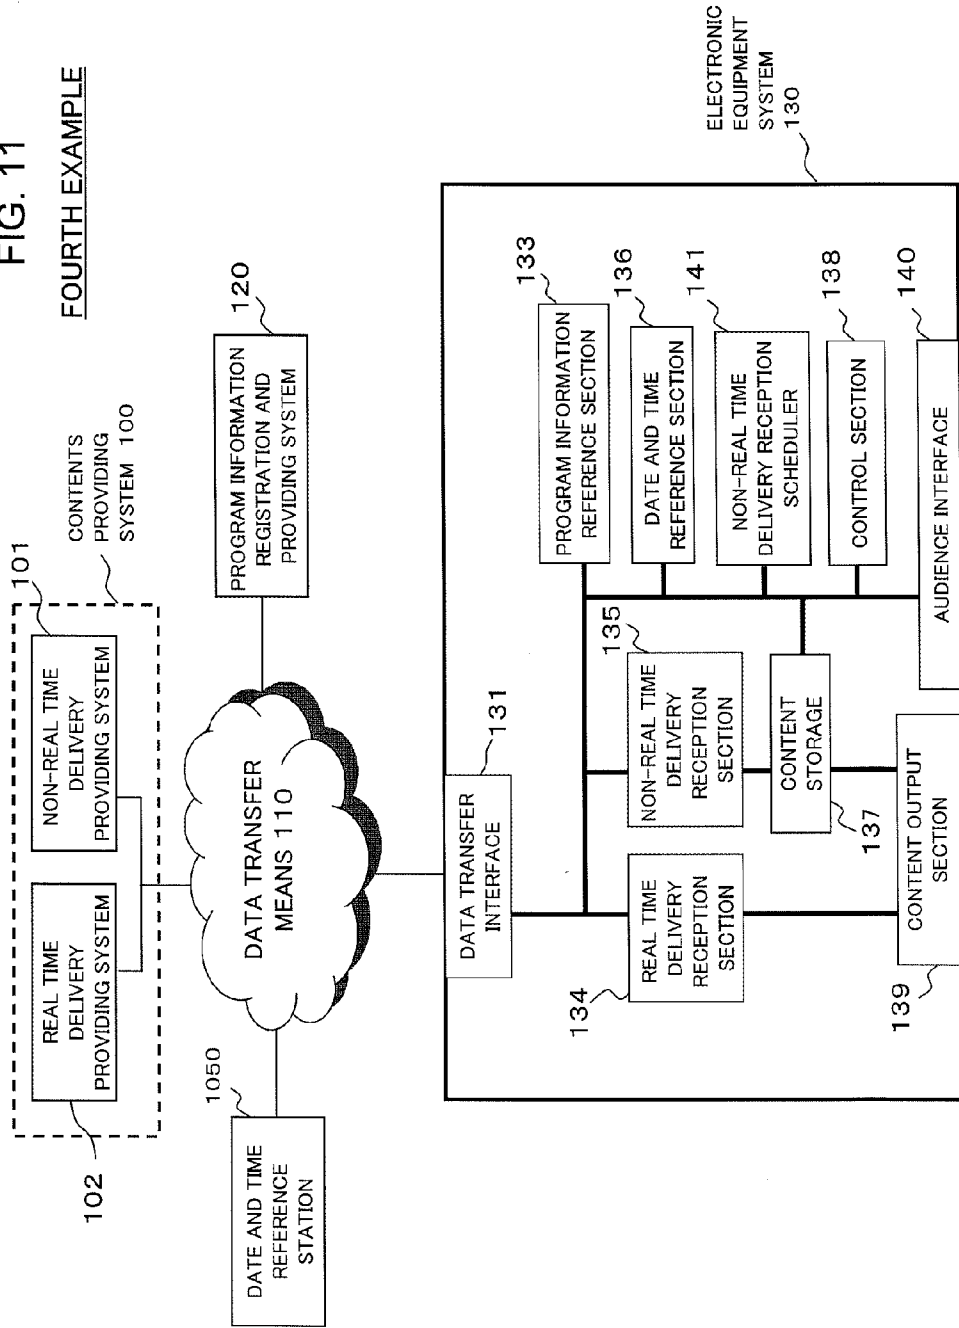 FIG. 11
FOURTH EXAMPLE
CONTENTS
PROVIDING
SYSTEM 100
102
REAL TIME
DELIVERY
PROVIDING SYSTEM
101
NON-REAL TIME
DELIVERY
PROVIDING SYSTEM
1050
DATE AND TIME
REFERENCE
STATION
DATA TRANSFER
MEANS 110
120
PROGRAM INFORMATION
REGISTRATION AND
PROVIDING SYSTEM
ELECTRONIC
EQUIPMENT
SYSTEM
130
131
DATA TRANSFER
INTERFACE
133
PROGRAM INFORMATION
REFERENCE SECTION
134
REAL TIME
DELIVERY
RECEPTION
SECTION
135
NON-REAL TIME
DELIVERY
RECEPTION
SECTION
136
DATE AND TIME
REFERENCE SECTION
141
NON-REAL TIME
DELIVERY RECEPTION
SCHEDULER
137
CONTENT
STORAGE
138
CONTROL SECTION
139
CONTENT OUTPUT
SECTION
140
AUDIENCE INTERFACE